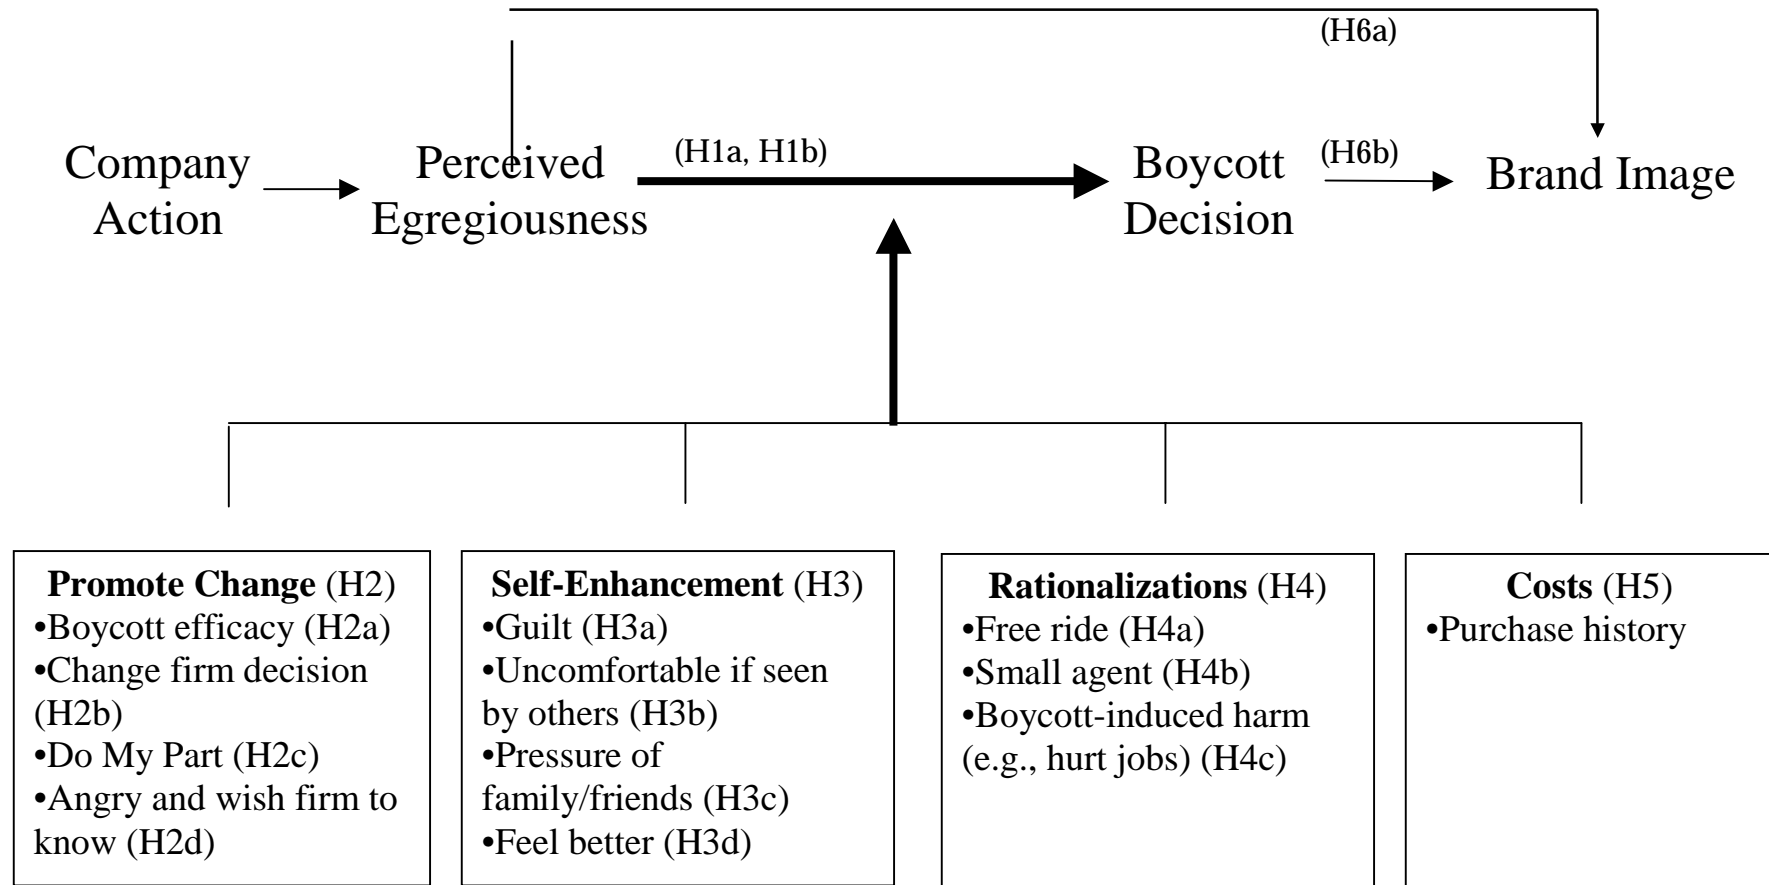 (H6a)
Company
Action
Perceived
Egregiousness
(H1a, H1b)
Boycott
Decision
(H6b)
Brand Image
Promote Change (H2)
•Boycott efficacy (H2a)
•Change firm decision
(H2b)
•Do My Part (H2c)
•Angry and wish firm to
know (H2d)
Self-Enhancement (H3)
•Guilt (H3a)
•Uncomfortable if seen
by others (H3b)
•Pressure of
family/friends (H3c)
•Feel better (H3d)
Rationalizations (H4)
•Free ride (H4a)
•Small agent (H4b)
•Boycott-induced harm
(e.g., hurt jobs) (H4c)
Costs (H5)
•Purchase history